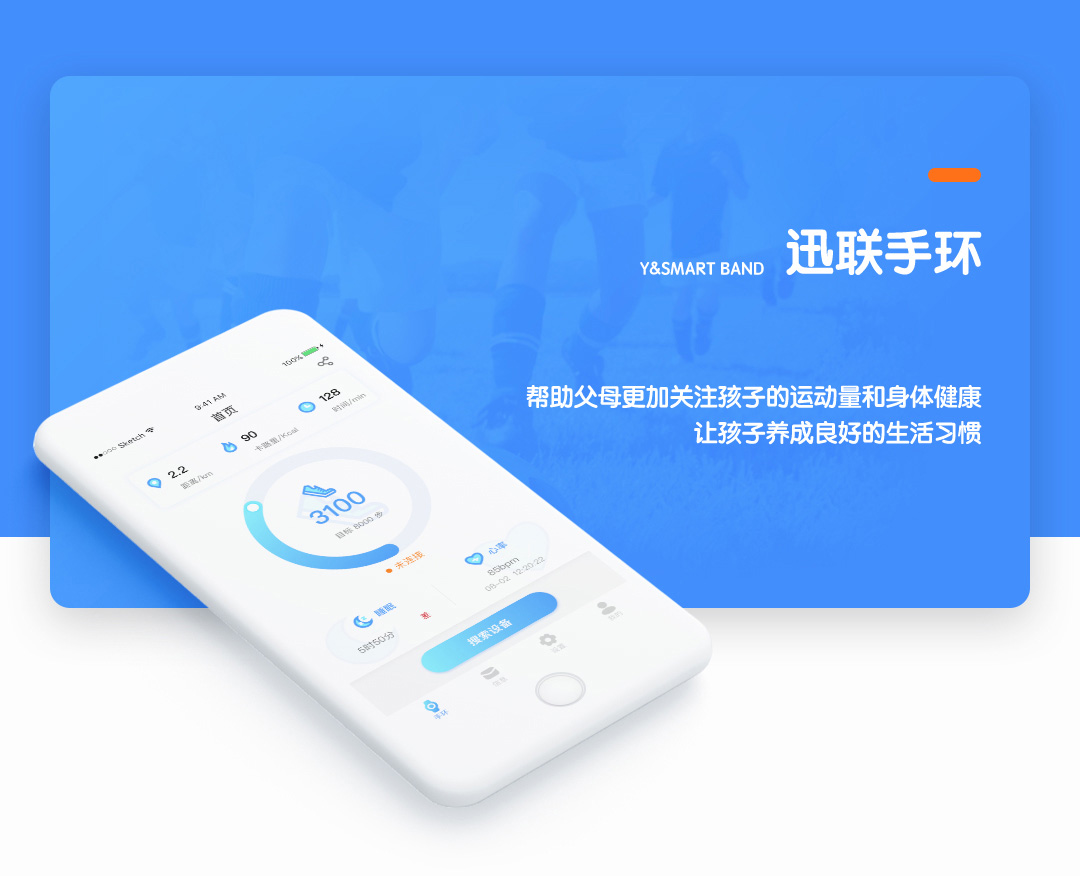 Y&SMART BAND 迅联手环
帮助父母更加关注孩子的运动量和身体健康
让孩子养成良好的生活习惯
Sketch 9:41 AM 100%
首页
2.2 90 128
距离/km 卡路里/Kcal 时间/min
3100
目标 8000 步
未连接
心率
85bpm
08-02 12:20:22
睡眠
差
5时50分
搜索设备
手环
我的